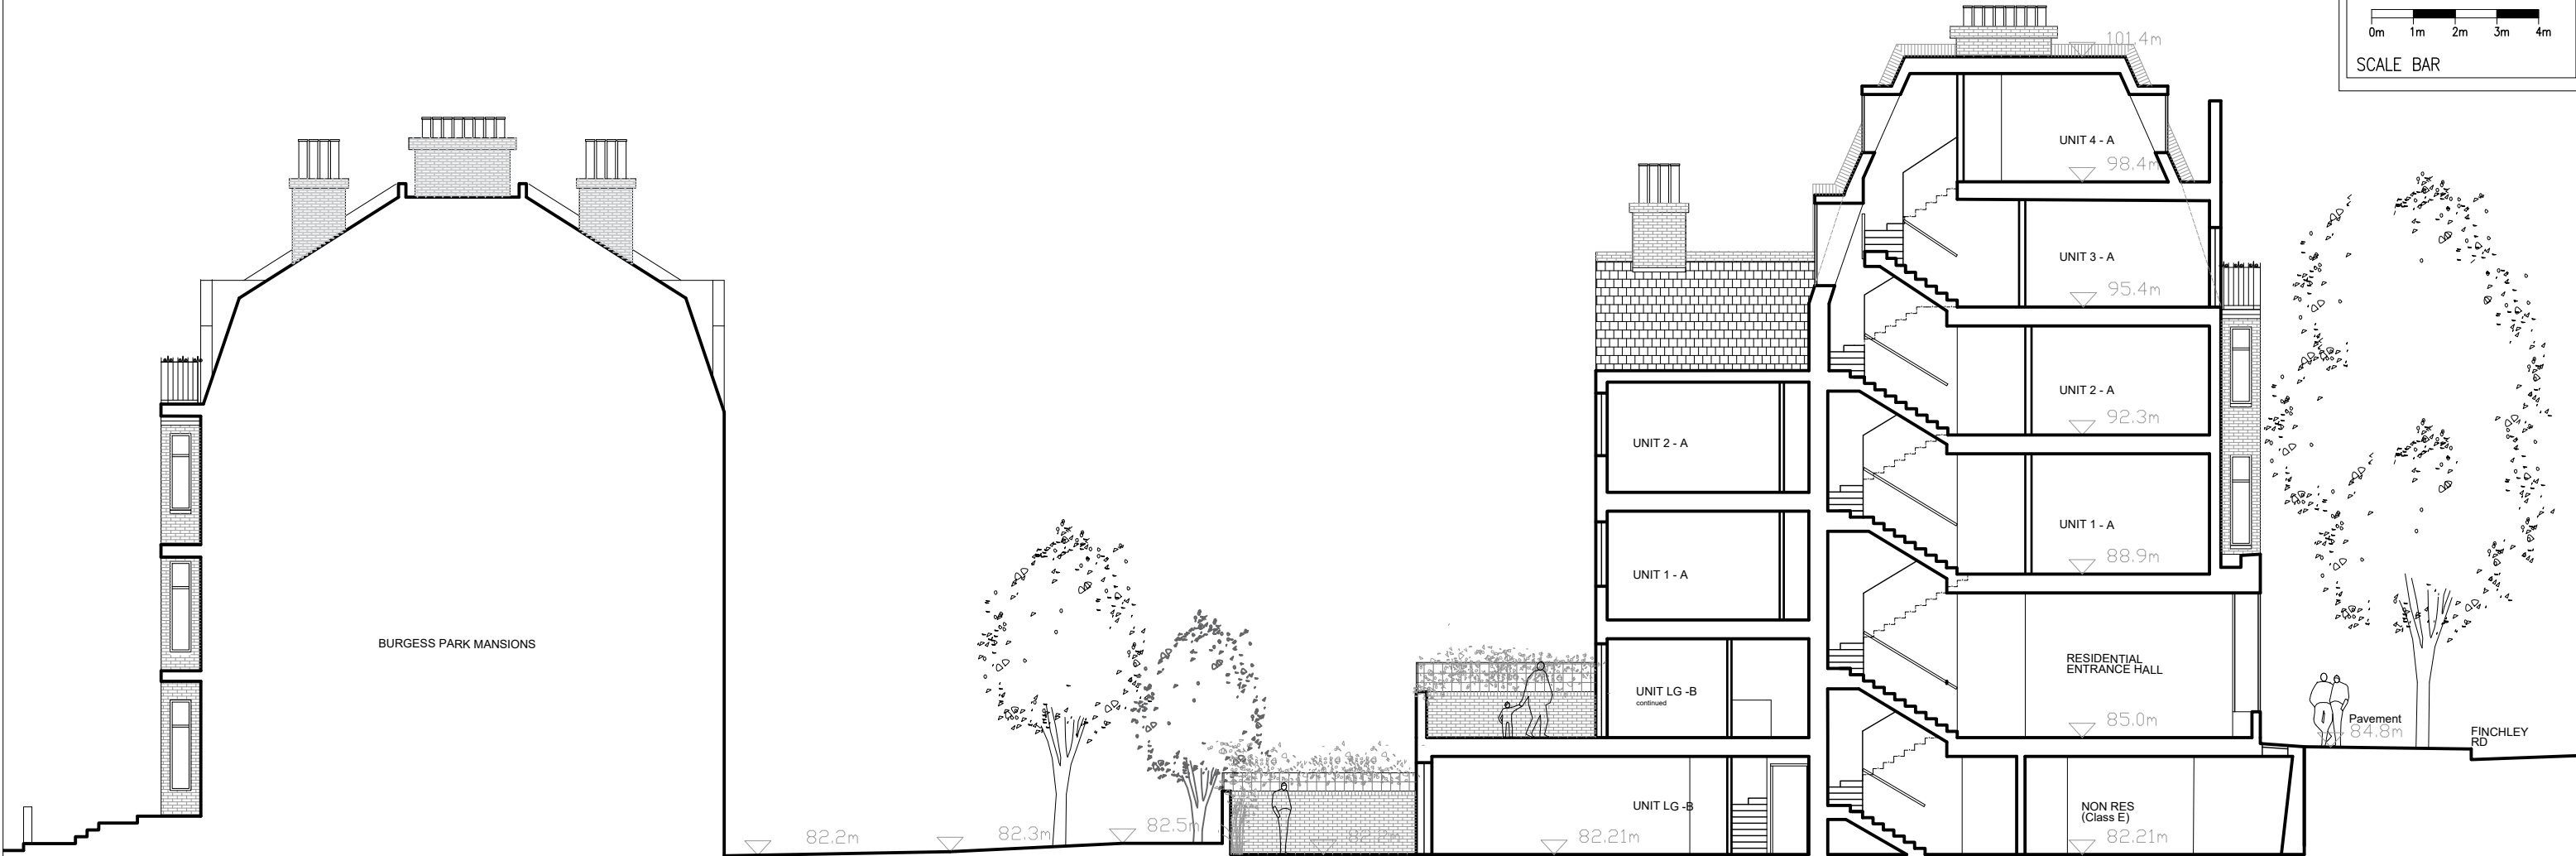 101.4m
0m 1m 2m 3m 4m
SCALE BAR
UNIT 4 - A
98.4m
UNIT 3 - A
95.4m
UNIT 2 - A
92.3m
UNIT 2 - A
UNIT 1 - A
88.9m
UNIT 1 - A
BURGESS PARK MANSIONS
RESIDENTIAL
ENTRANCE HALL
UNIT LG -B
continued
85.0m
Pavement
84.8m
FINCHLEY
RD
UNIT LG -B
NON RES
(Class E)
82.2m
82.3m
82.5m
82.2m
82.21m
82.21m